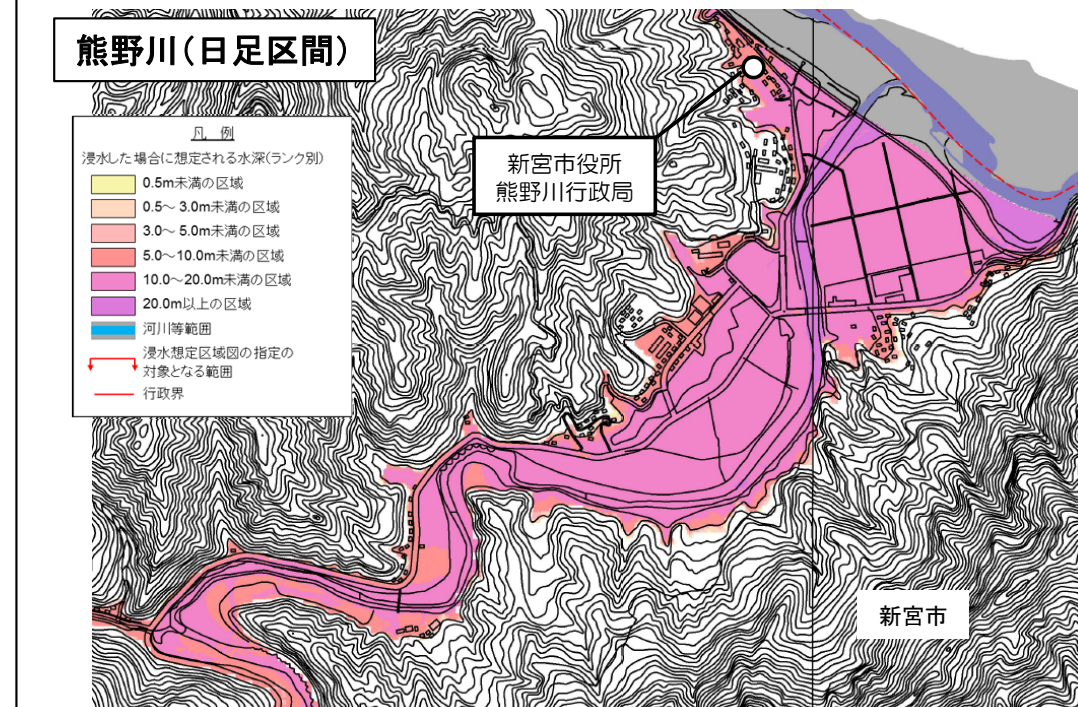 熊野川(日足区間)
凡 例
浸水した場合に想定される水深(ランク別)
0.5m未満の区域
0.5～ 3.0m未満の区域
3.0～ 5.0m未満の区域
5.0～10.0m未満の区域
10.0～20.0m未満の区域
20.0m以上の区域
河川等範囲
浸水想定区域図の指定の
対象となる範囲
行政界
新宮市役所
熊野川行政局
新宮市